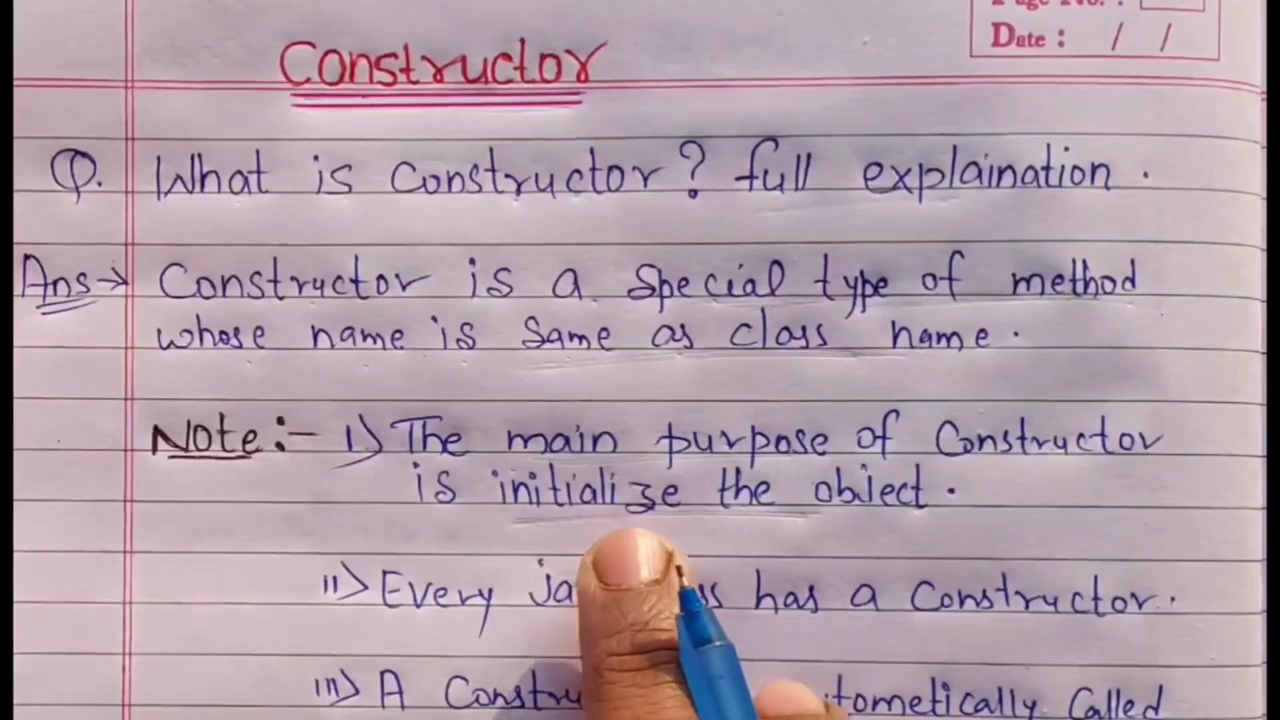 Date : / /
Constructor
Q. What is constructor? full explaination.
Ans→ Constructor is a special type of method
whose name is same as class name.
Note:- i) The main purpose of Constructor
is initialize the object.
ii) Every has a Constructor.
iii) A Called